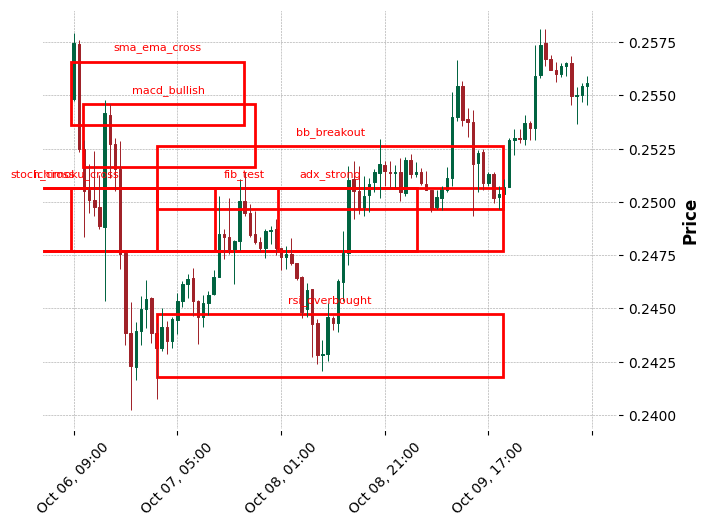 sma_ema_cross
macd_bullish
bb_breakout
fib_test
adx_strong
rsi_overbought
0.2575
0.2550
0.2525
0.2500
0.2475
0.2450
0.2425
0.2400
Price
Oct 06, 09:00
Oct 07, 05:00
Oct 08, 01:00
Oct 08, 21:00
Oct 09, 17:00